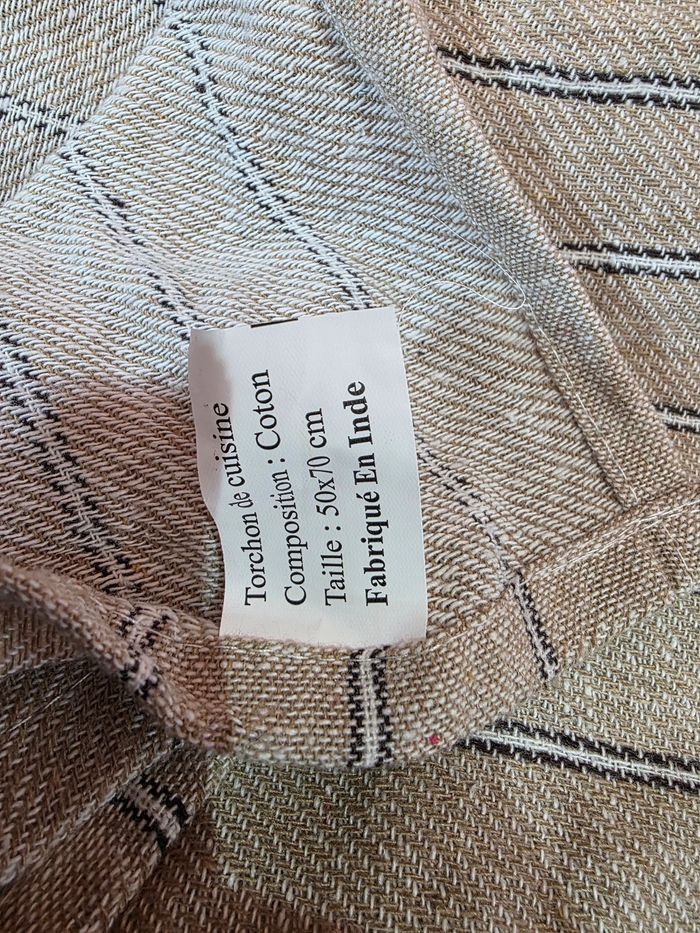 Torchon de cuisine
Composition : Coton
Taille : 50x70 cm
Fabriqué En Inde